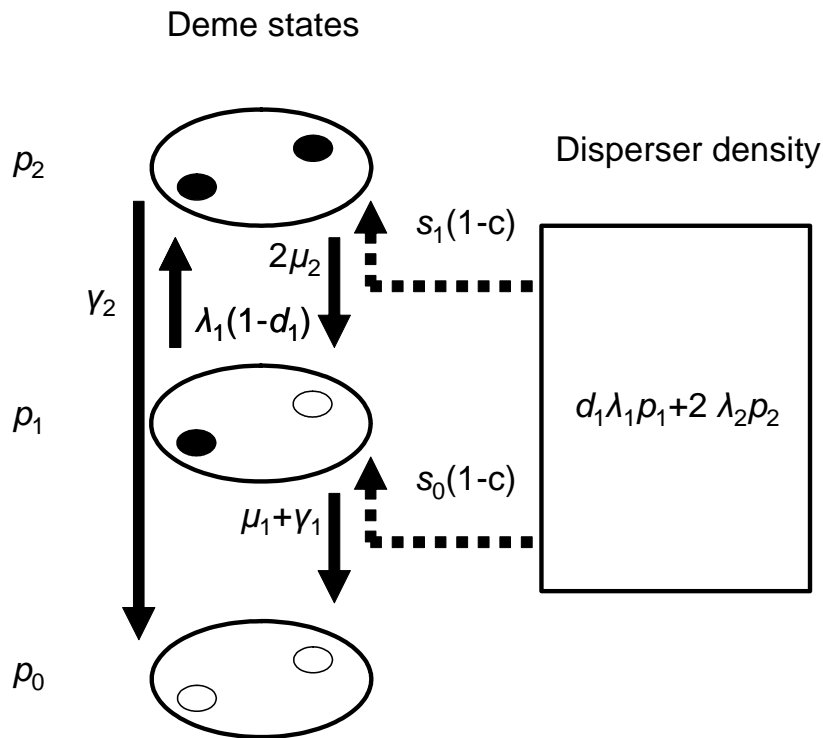 Deme states
Disperser density
p₂
s₁(1-c)
2μ₂
γ₂
λ₁(1-d₁)
p₁
d₁λ₁p₁+2 λ₂p₂
s₀(1-c)
μ₁+γ₁
p₀